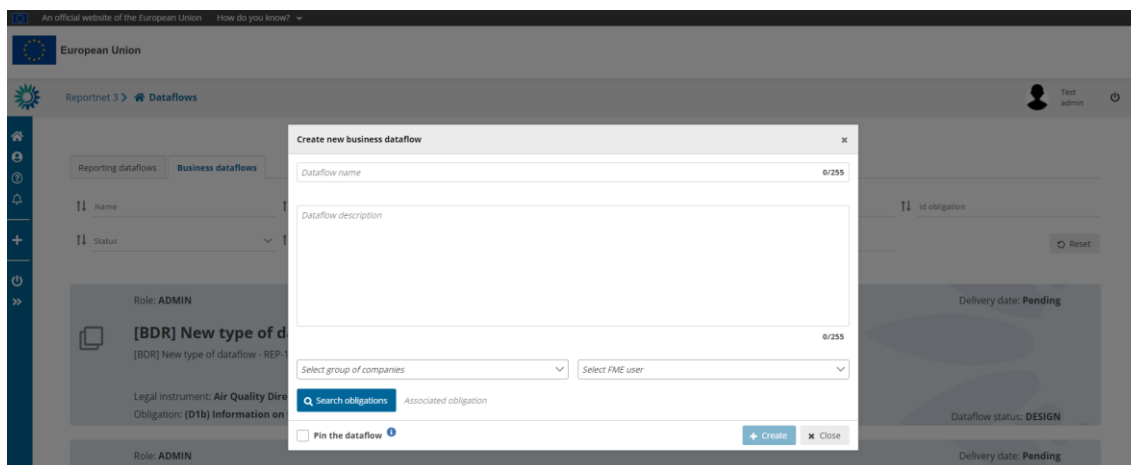 An official website of the European Union How do you know?
European Union
Reportnet 3 Dataflows
Test
admin
Create new business dataflow
Reporting dataflows Business dataflows
Dataflow name 0/255
Name Id obligation
Dataflow description
Status Reset
Role: ADMIN Delivery date: Pending
[BDR] New type of d
[BDR] New type of dataflow - REP-1
0/255
Select group of companies Select FME user
Legal instrument: Air Quality Dire
Search obligations Associated obligation
Obligation: (D1b) Information on Dataflow status: DESIGN
Pin the dataflow Create Close
Role: ADMIN Delivery date: Pending